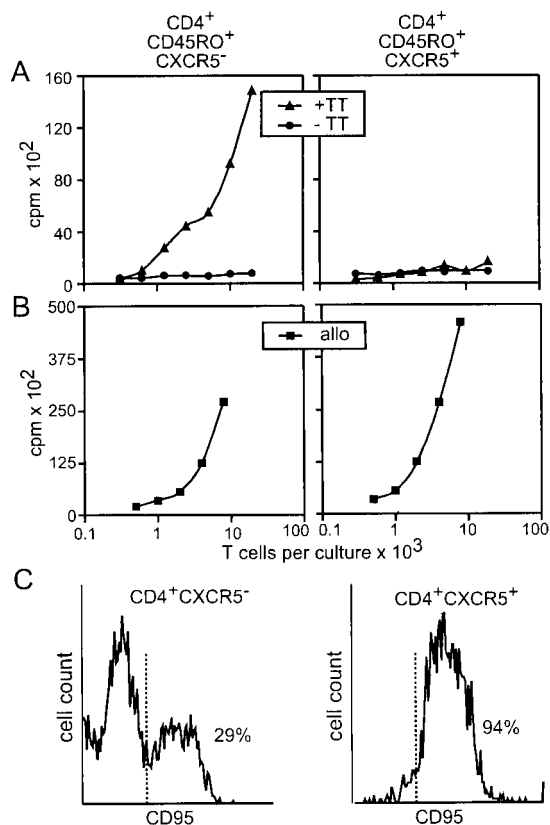 CD4+
CD45RO+
CXCR5-
CD4+
CD45RO+
CXCR5+
A
160
120
80
40
0
cpm x 102
+TT
- TT
B
500
375
250
125
0
cpm x 102
allo
0.1
1
10
100
0.1
1
10
100
T cells per culture x 103
C
CD4+CXCR5-
cell count
29%
CD95
CD4+CXCR5+
cell count
94%
CD95